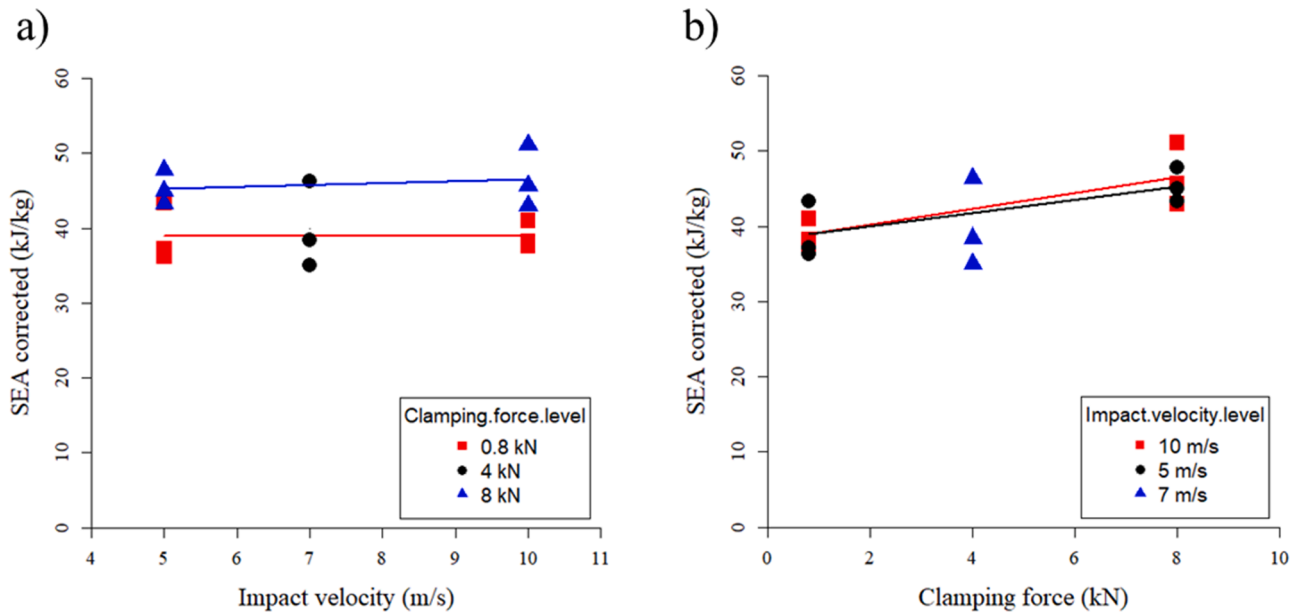 a)
SEA corrected (kJ/kg)
60
50
40
30
20
10
0
4 5 6 7 8 9 10 11
Impact velocity (m/s)
Clamping.force.level
0.8 kN
4 kN
8 kN
b)
SEA corrected (kJ/kg)
60
50
40
30
20
10
0
0 2 4 6 8 10
Clamping force (kN)
Impact.velocity.level
10 m/s
5 m/s
7 m/s